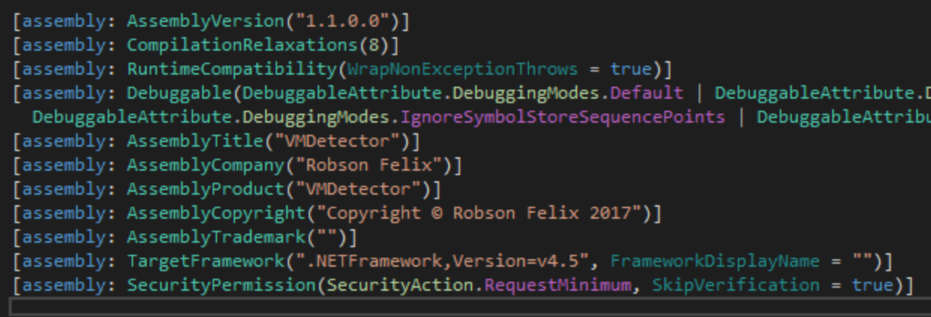 [assembly: AssemblyVersion("1.1.0.0")]
[assembly: CompilationRelaxations(8)]
[assembly: RuntimeCompatibility(WrapNonExceptionThrows = true)]
[assembly: Debuggable(DebuggableAttribute.DebuggingModes.Default | DebuggableAttribute.D
DebuggableAttribute.DebuggingModes.IgnoreSymbolStoreSequencePoints | DebuggableAttribu
[assembly: AssemblyTitle("VMDetector")]
[assembly: AssemblyCompany("Robson Felix")]
[assembly: AssemblyProduct("VMDetector")]
[assembly: AssemblyCopyright("Copyright © Robson Felix 2017")]
[assembly: AssemblyTrademark("")]
[assembly: TargetFramework(".NETFramework,Version=v4.5", FrameworkDisplayName = "")]
[assembly: SecurityPermission(SecurityAction.RequestMinimum, SkipVerification = true)]